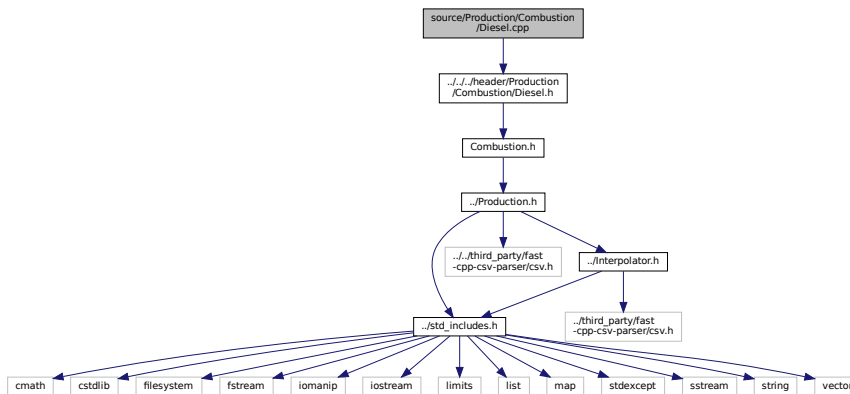 source/Production/Combustion
/Diesel.cpp
../../../header/Production
/Combustion/Diesel.h
Combustion.h
../Production.h
../../third_party/fast
-cpp-csv-parser/csv.h
../Interpolator.h
../third_party/fast
-cpp-csv-parser/csv.h
../std_includes.h
cmath
cstdlib
filesystem
fstream
iomanip
iostream
limits
list
map
stdexcept
sstream
string
vector